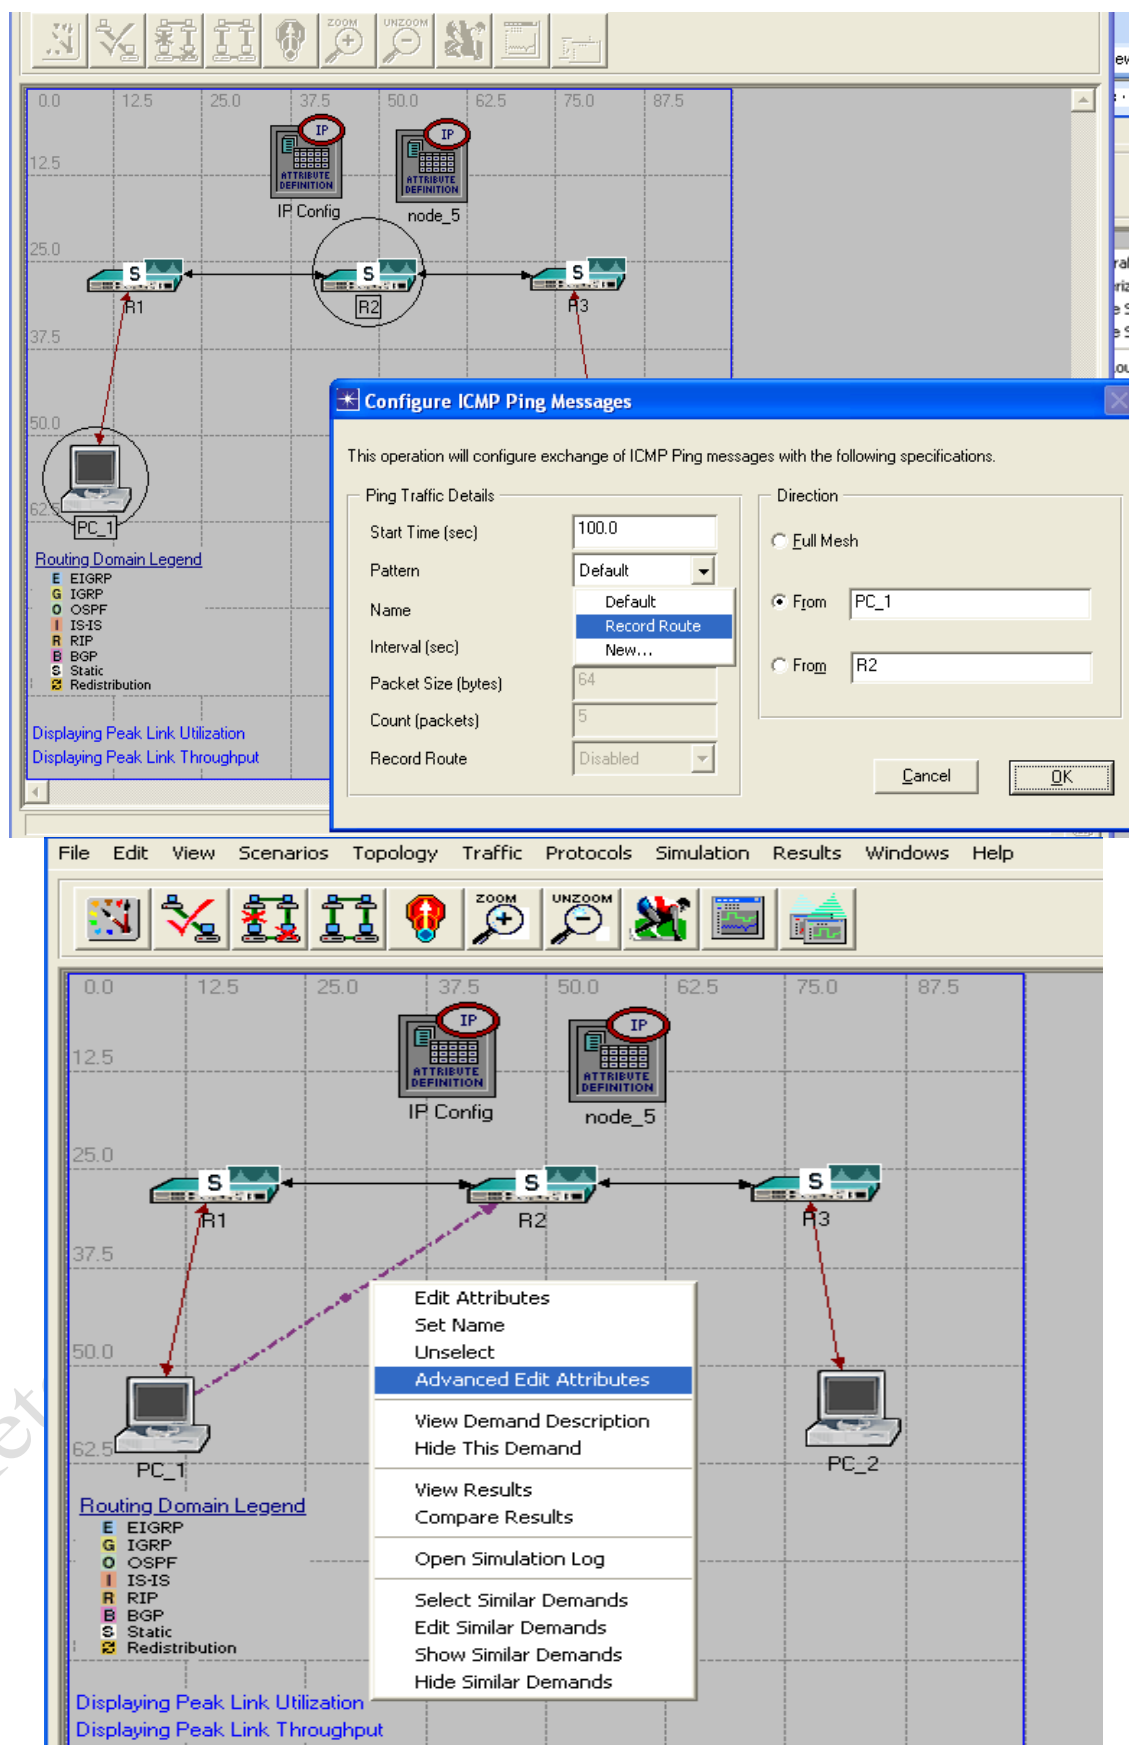 ZOOM
UNZOOM
0.0 12.5 25.0 37.5 50.0 62.5 75.0 87.5
IP IP
12.5
ATTRIBUTE DEFINITION
ATTRIBUTE DEFINITION
IP Config node_5
25.0
S S S
R1 R2 R3
37.5
Configure ICMP Ping Messages
50.0
This operation will configure exchange of ICMP Ping messages with the following specifications.
Ping Traffic Details Direction
Start Time (sec) 100.0
Full Mesh
Pattern Default
Default
Name
From PC_1
Record Route
Interval (sec)
New...
From R2
Packet Size (bytes) 64
Count (packets) 5
Record Route Disabled
Cancel OK
62.5
PC_1
Routing Domain Legend
E EIGRP
G IGRP
O OSPF
I IS-IS
R RIP
B BGP
S Static
Redistribution
Displaying Peak Link Utilization
Displaying Peak Link Throughput
File Edit View Scenarios Topology Traffic Protocols Simulation Results Windows Help
ZOOM
UNZOOM
0.0 12.5 25.0 37.5 50.0 62.5 75.0 87.5
IP IP
12.5
ATTRIBUTE DEFINITION
ATTRIBUTE DEFINITION
IP Config node_5
25.0
S S S
R1 R2 R3
37.5
Edit Attributes
Set Name
Unselect
Advanced Edit Attributes
View Demand Description
Hide This Demand
View Results
Compare Results
Open Simulation Log
Select Similar Demands
Edit Similar Demands
Show Similar Demands
Hide Similar Demands
50.0
62.5
PC_1 PC_2
Routing Domain Legend
E EIGRP
G IGRP
O OSPF
I IS-IS
R RIP
B BGP
S Static
Redistribution
Displaying Peak Link Utilization
Displaying Peak Link Throughput